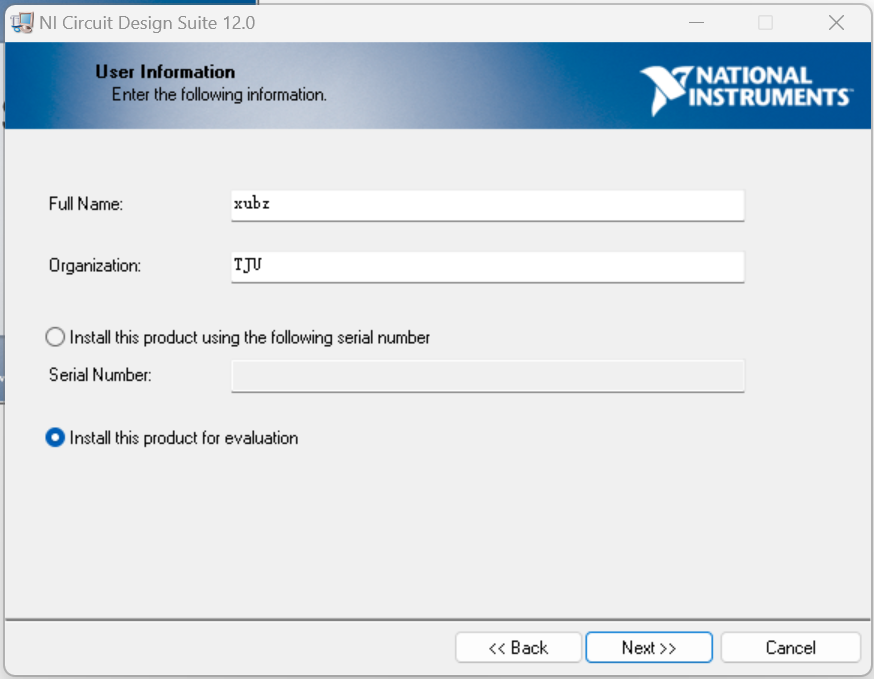 NI Circuit Design Suite 12.0
User Information
Enter the following information.
NATIONAL
INSTRUMENTS™
Full Name:
xubz
Organization:
TJU
Install this product using the following serial number
Serial Number:
Install this product for evaluation
<< Back
Next >>
Cancel